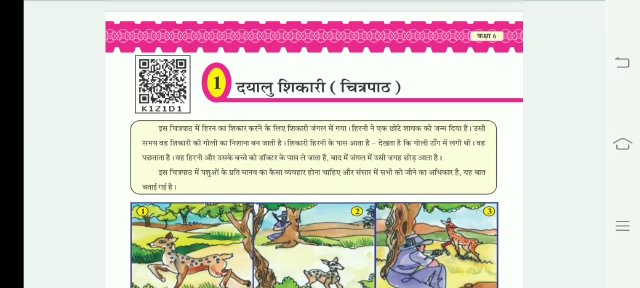 कक्षा 6
1 दयालु शिकारी ( चित्रपाठ )
K1Z1D1
इस चित्रपाठ में हिरन का शिकार करने के लिए शिकारी जंगल में गया। हिरनी ने एक छोटे शावक को जन्म दिया है। उसी
समय वह शिकारी की गोली का निशाना बन जाती है। शिकारी हिरनी के पास आता है – देखता है कि गोली टाँग में लगी थी। वह
पछताता है। वह हिरनी और उसके बच्चे को डॉक्टर के पास ले जाता है, बाद में जंगल में उसी जगह छोड़ आता है।
इस चित्रपाठ में पशुओं के प्रति मानव का कैसा व्यवहार होना चाहिए और संसार में सभी को जीने का अधिकार है, यह बात
बताई गई है।
1
2
3